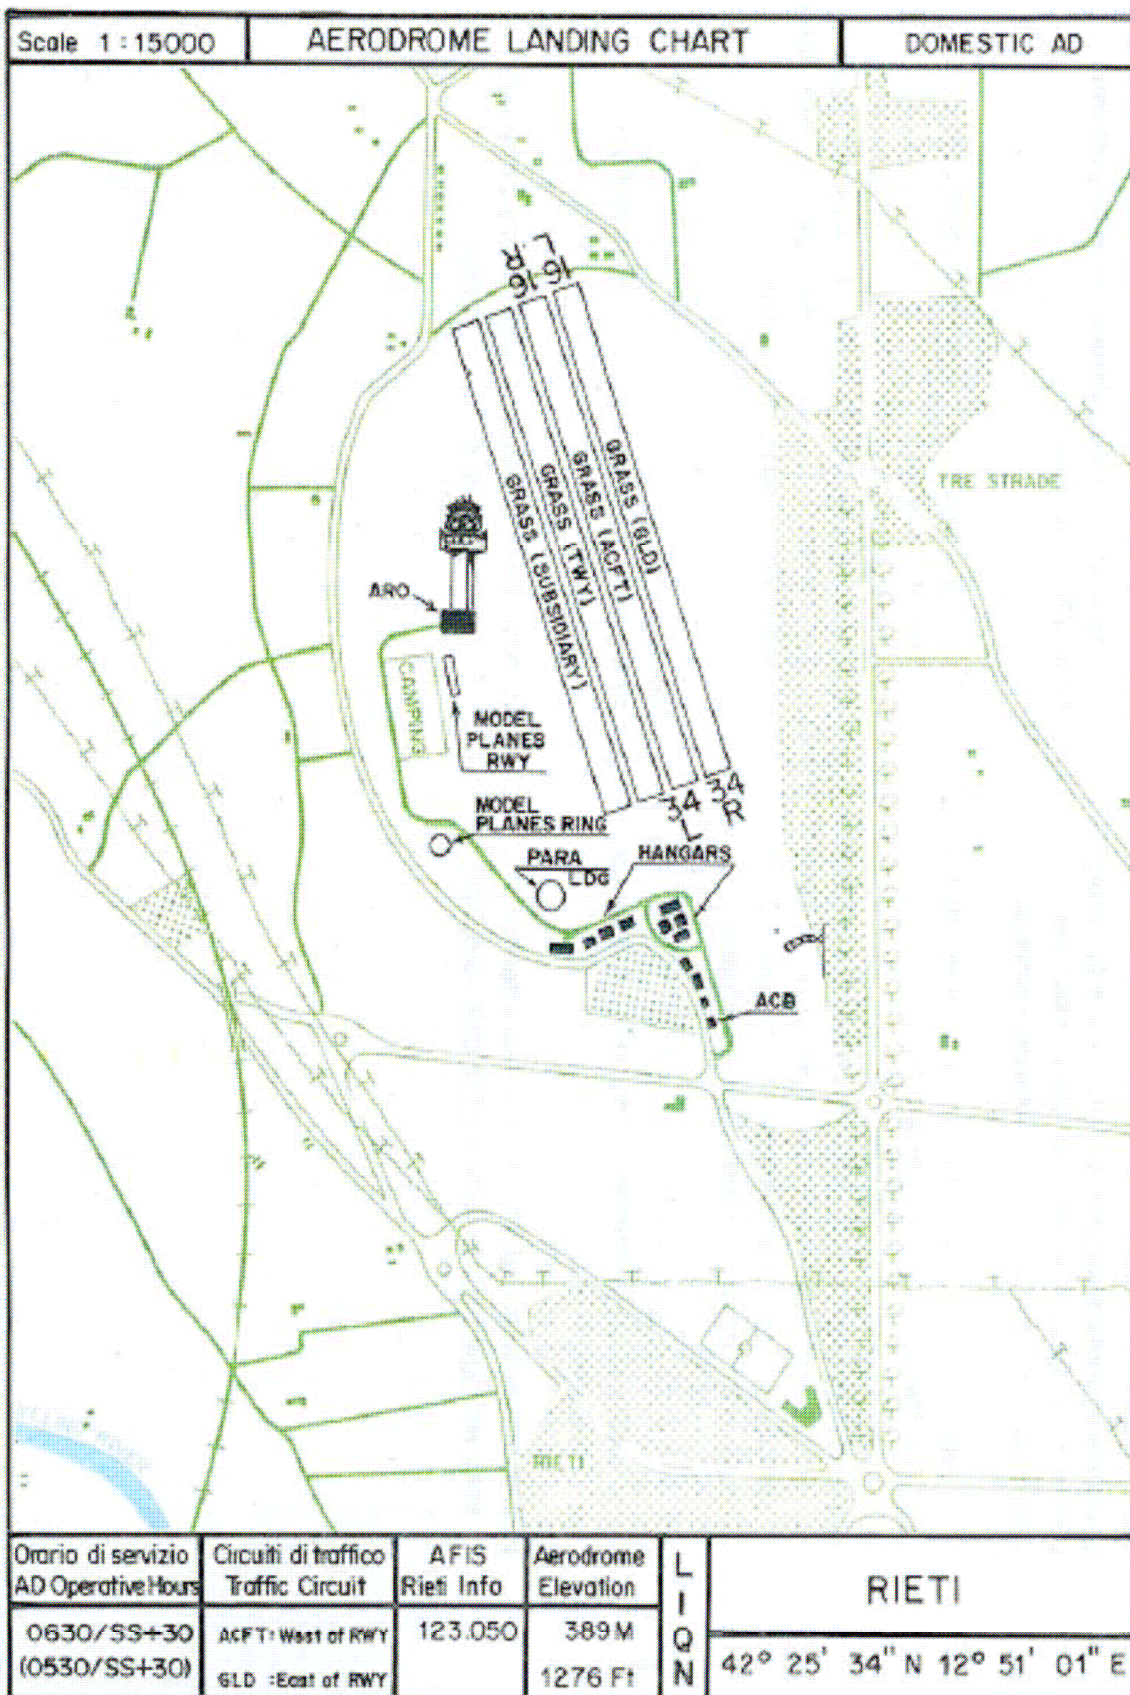 Scale 1:15000
AERODROME LANDING CHART
DOMESTIC AD
16
R
16
L
TRE STRADE
GRASS (GLD)
GRASS (ACFT)
GRASS (TWY)
GRASS (SUBSIDIARY)
ARO
CAMPING
MODEL
PLANES
RWY
34
L
34
R
MODEL
PLANES RING
PARA
LDG
HANGARS
ACB
RIETI
Orario di servizio
AD Operative Hours
0630/SS+30
(0530/SS+30)
Circuiti di traffico
Traffic Circuit
ACFT: West of RWY
GLD :East of RWY
AFIS
Rieti Info
123.050
Aerodrome
Elevation
389M
1276 Ft
LIQN
RIETI
42° 25' 34" N 12° 51' 01" E